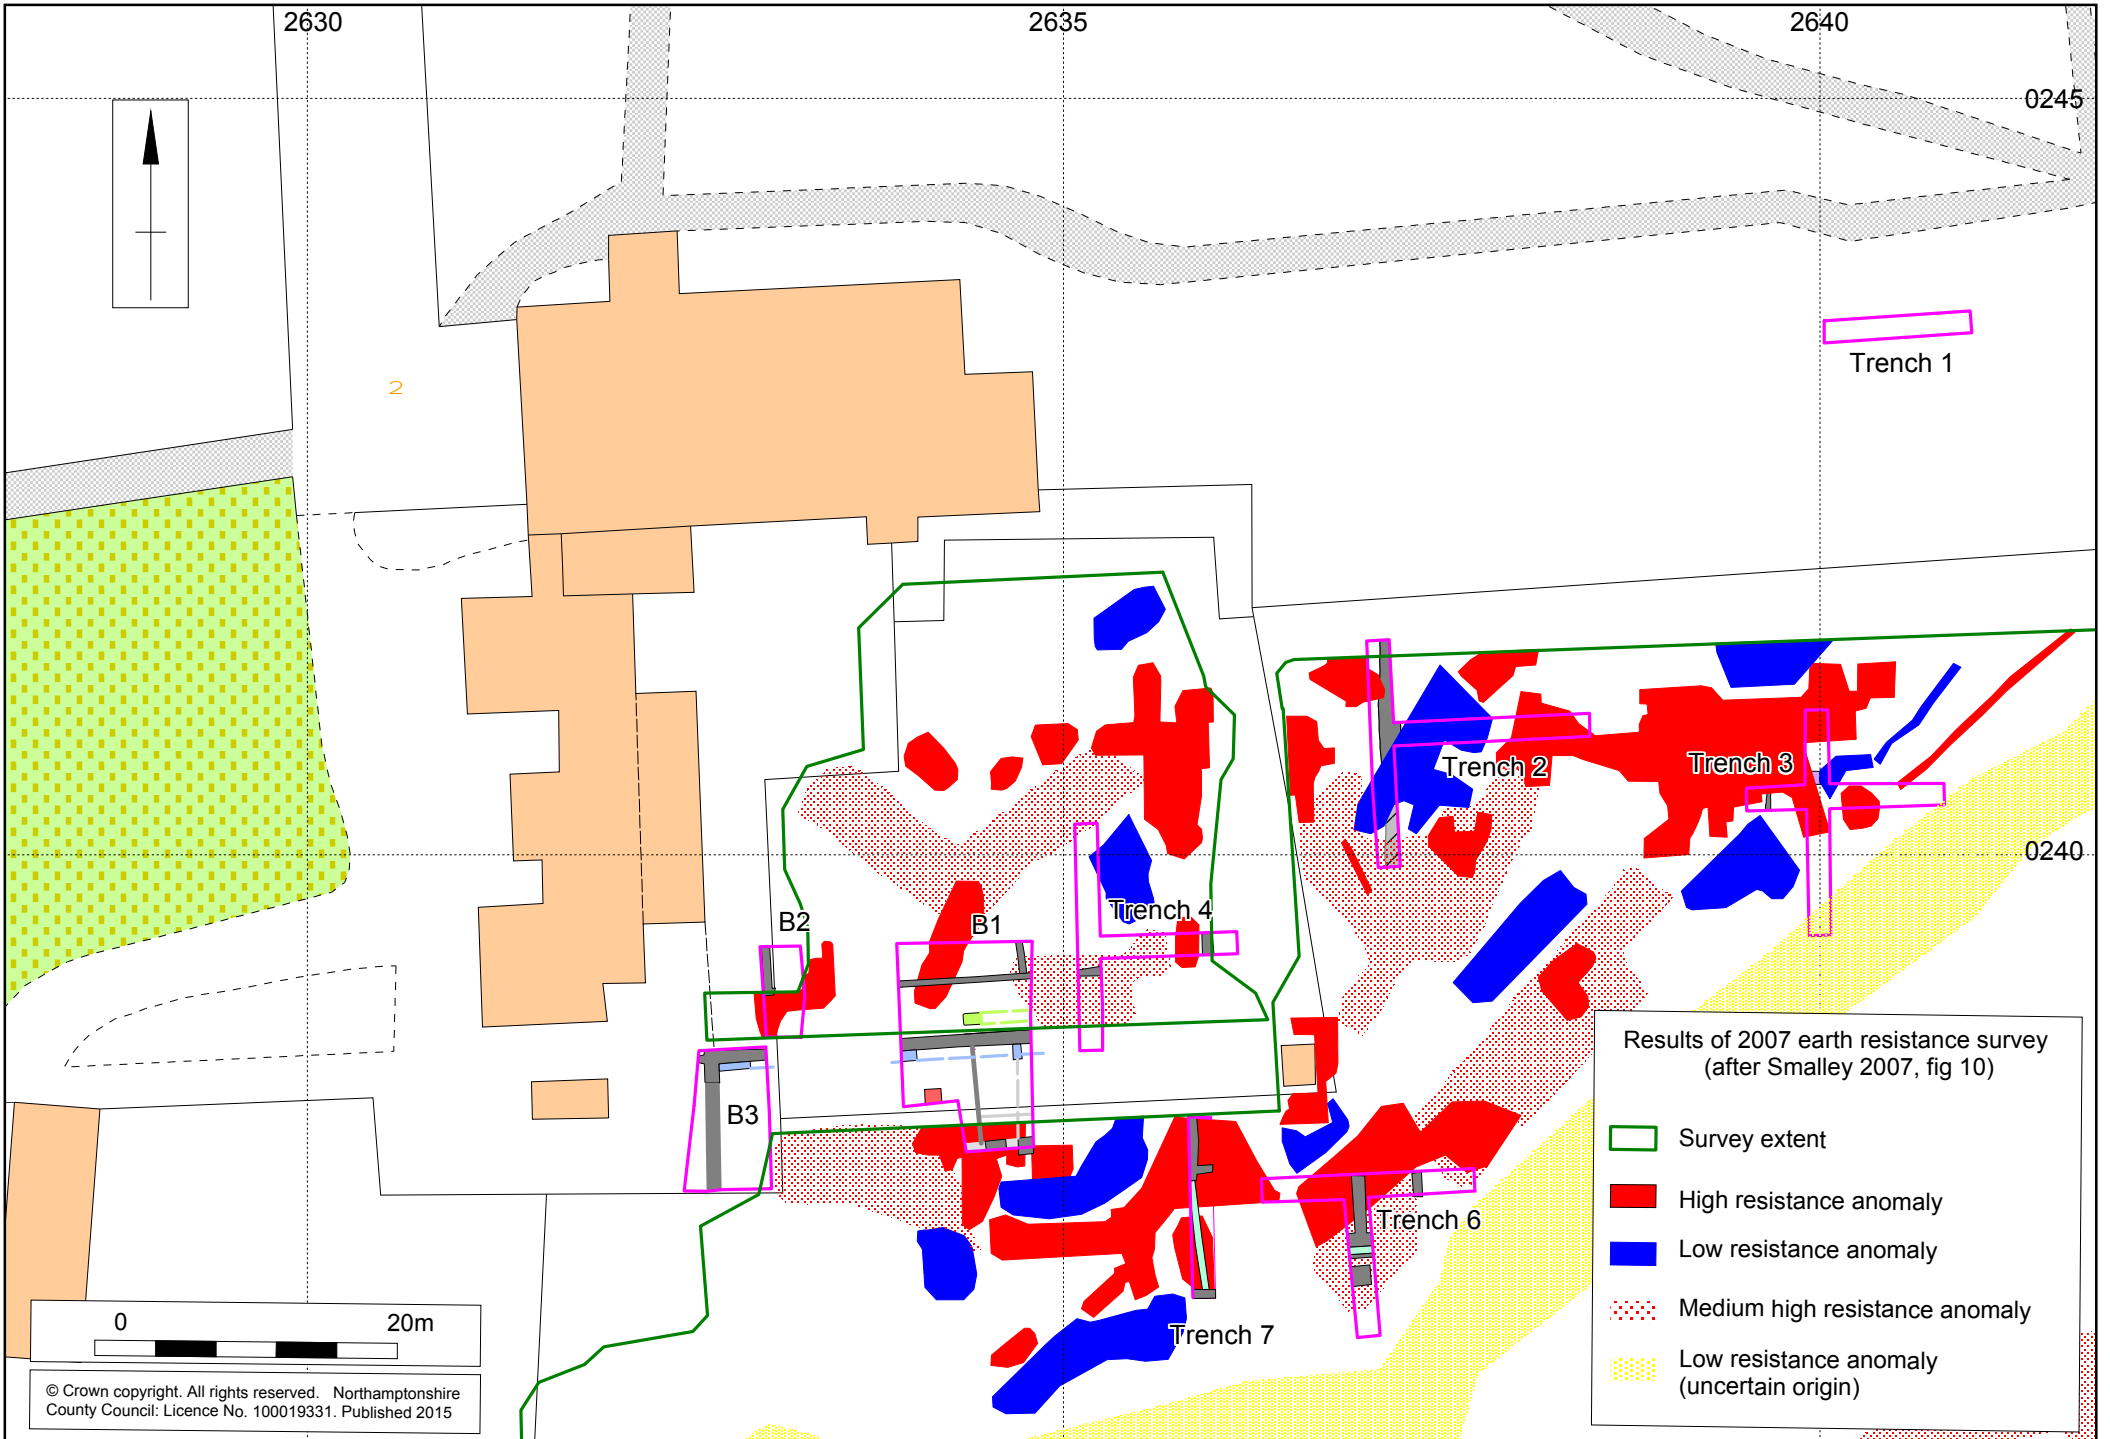 2630
2635
2640
0245
Trench 1
2
Trench 2
Trench 3
0240
Trench 4
B2
B1
B3
Trench 6
Trench 7
Results of 2007 earth resistance survey
(after Smalley 2007, fig 10)
Survey extent
High resistance anomaly
Low resistance anomaly
Medium high resistance anomaly
Low resistance anomaly
(uncertain origin)
0 20m
© Crown copyright. All rights reserved. Northamptonshire
County Council: Licence No. 100019331. Published 2015